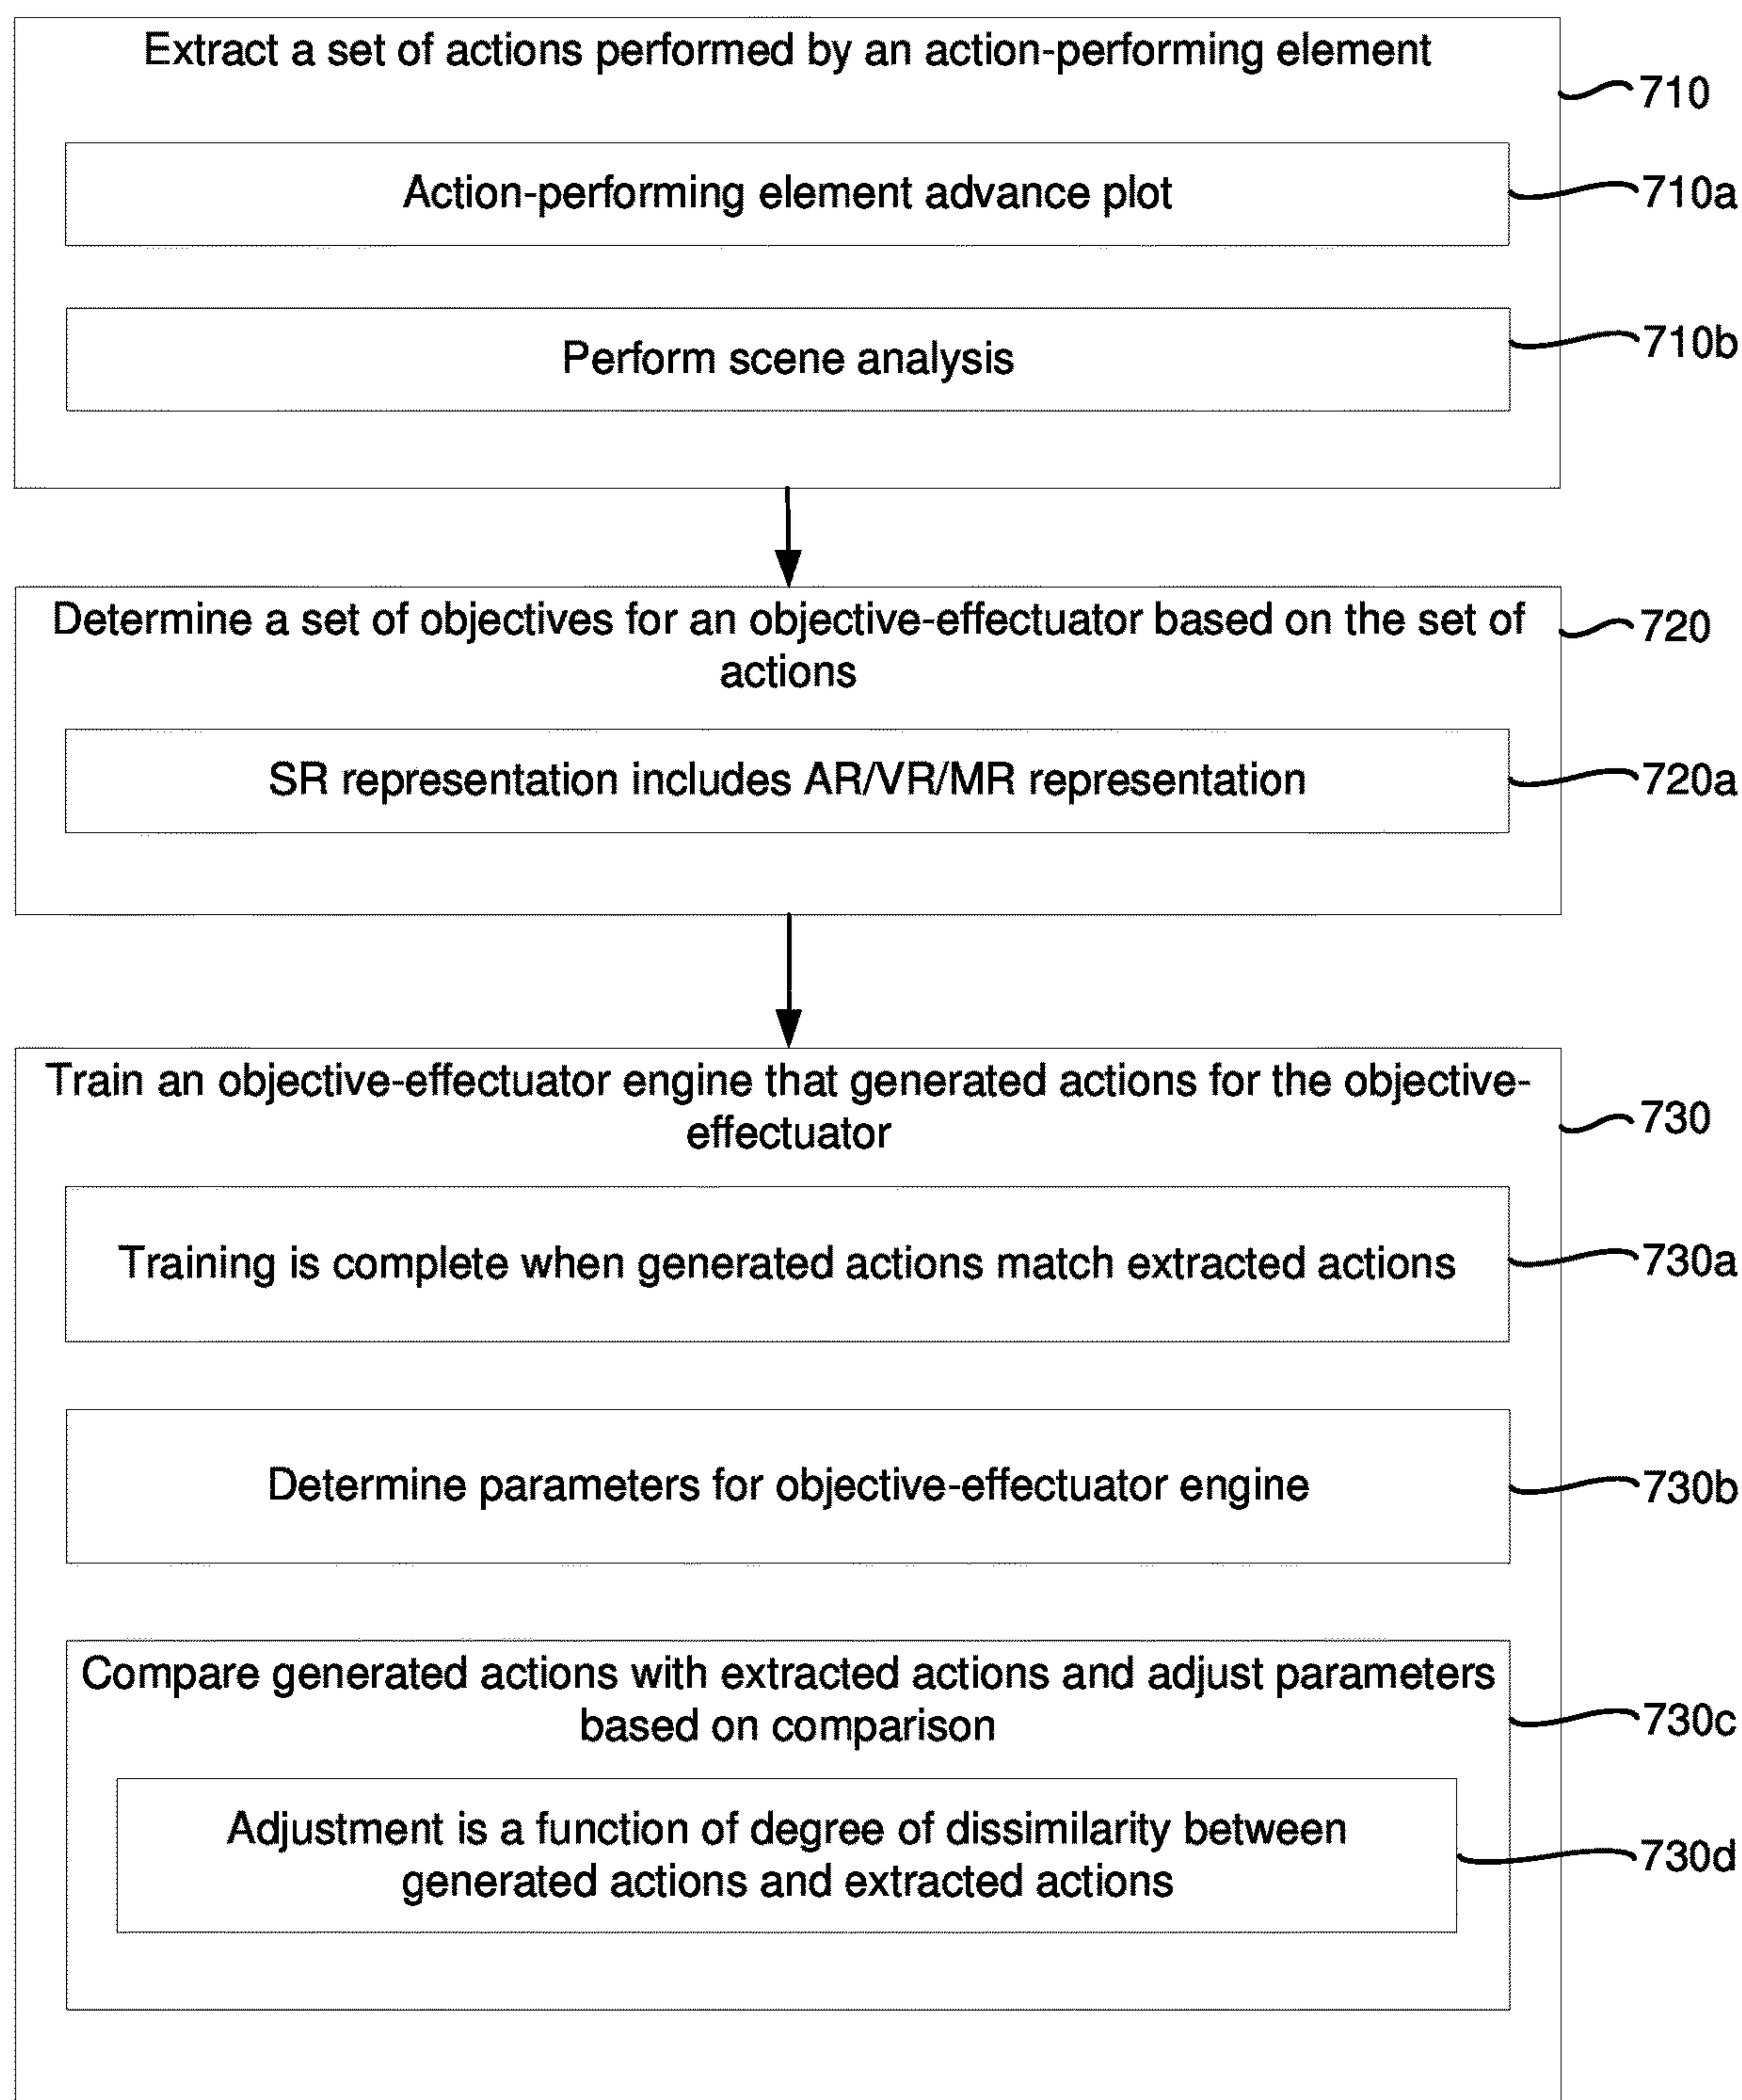 Extract a set of actions performed by an action-performing element
710
Action-performing element advance plot
710a
Perform scene analysis
710b
Determine a set of objectives for an objective-effectuator based on the set of
actions
720
SR representation includes AR/VR/MR representation
720a
Train an objective-effectuator engine that generated actions for the objective-
effectuator
730
Training is complete when generated actions match extracted actions
730a
Determine parameters for objective-effectuator engine
730b
Compare generated actions with extracted actions and adjust parameters
based on comparison
730c
Adjustment is a function of degree of dissimilarity between
generated actions and extracted actions
730d